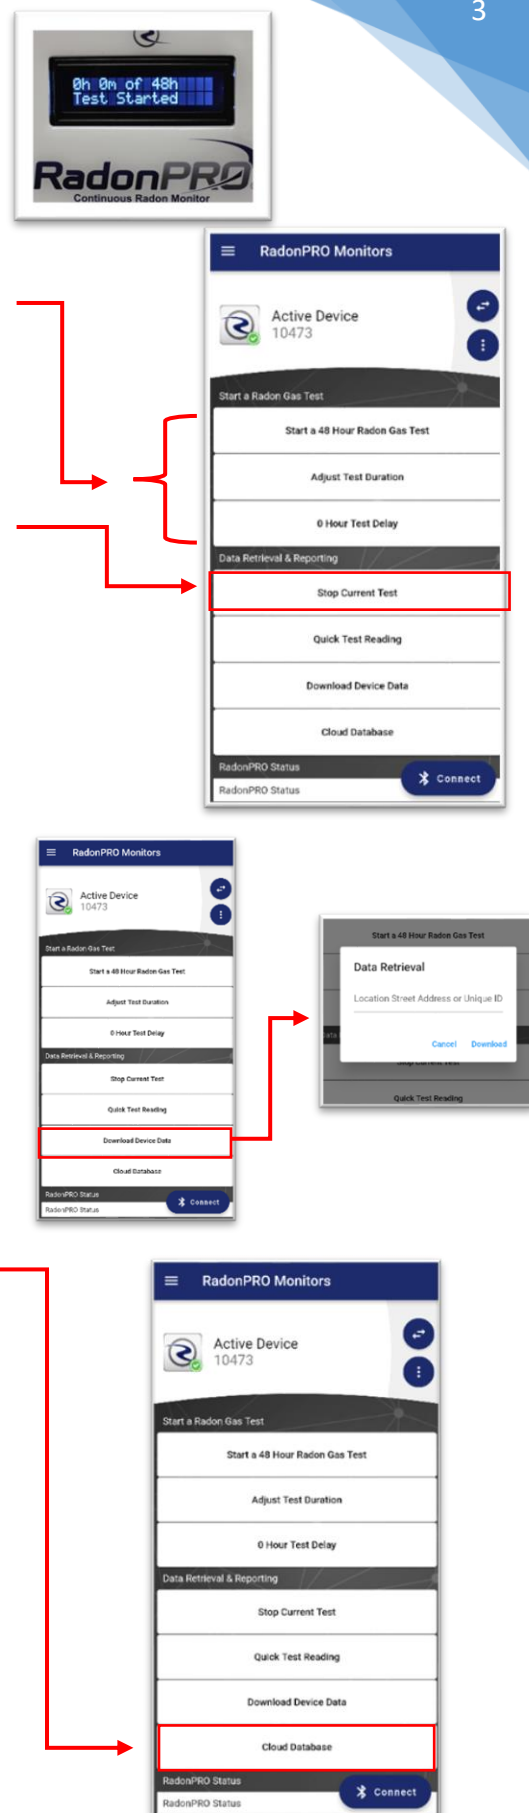 3
0h 0m of 48h
Test Started
RadonPRO
Continuous Radon Monitor
RadonPRO Monitors
Active Device
10473
Start a Radon Gas Test
Start a 48 Hour Radon Gas Test
Adjust Test Duration
0 Hour Test Delay
Data Retrieval & Reporting
Stop Current Test
Quick Test Reading
Download Device Data
Cloud Database
RadonPRO Status
Connect
RadonPRO Status
RadonPRO Monitors
Active Device
10473
Start a Radon Gas Test
Start a 48 Hour Radon Gas Test
Adjust Test Duration
0 Hour Test Delay
Data Retrieval & Reporting
Stop Current Test
Quick Test Reading
Download Device Data
Cloud Database
RadonPRO Status
Connect
RadonPRO Status
Start a 48 Hour Radon Gas Test
Data Retrieval
Location Street Address or Unique ID
Cancel Download
Stop Current Test
Quick Test Reading
RadonPRO Monitors
Active Device
10473
Start a Radon Gas Test
Start a 48 Hour Radon Gas Test
Adjust Test Duration
0 Hour Test Delay
Data Retrieval & Reporting
Stop Current Test
Quick Test Reading
Download Device Data
Cloud Database
RadonPRO Status
Connect
RadonPRO Status